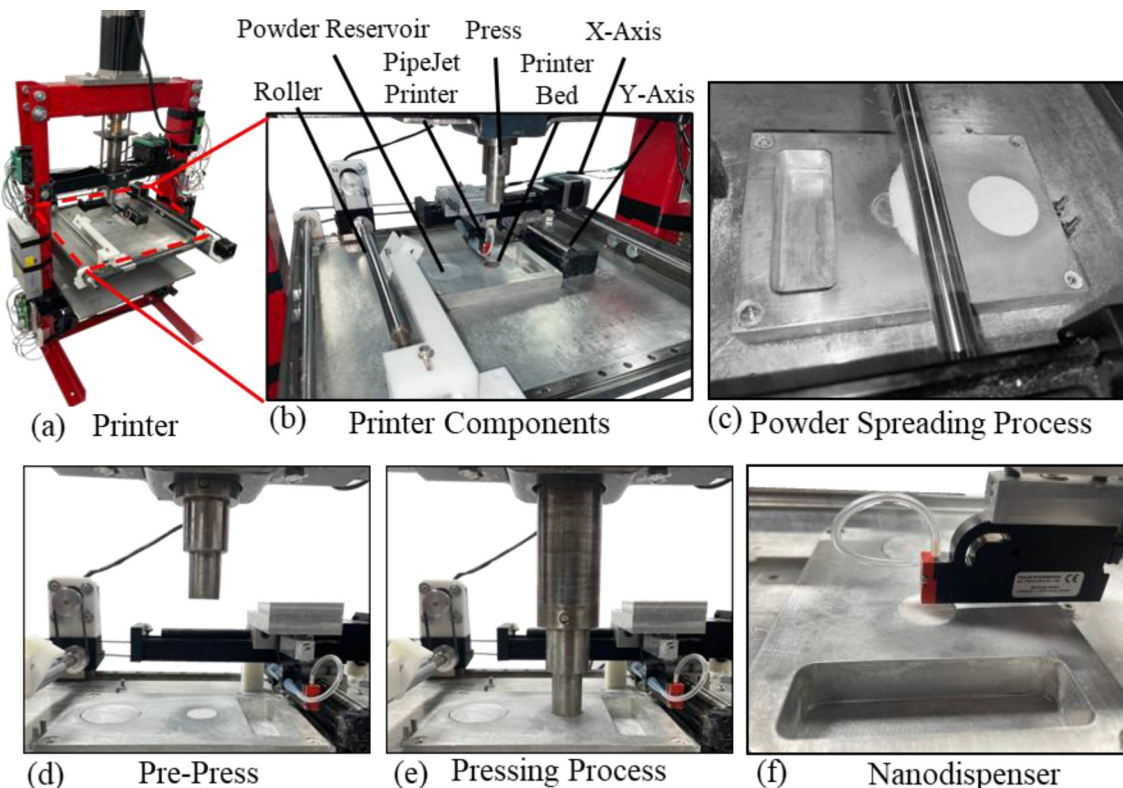 Powder Reservoir
Press
X-Axis
PipeJet
Printer
Printer
Bed
Roller
Y-Axis
(a) Printer
(b) Printer Components
(c) Powder Spreading Process
(d) Pre-Press
(e) Pressing Process
(f) Nanodispenser
CE